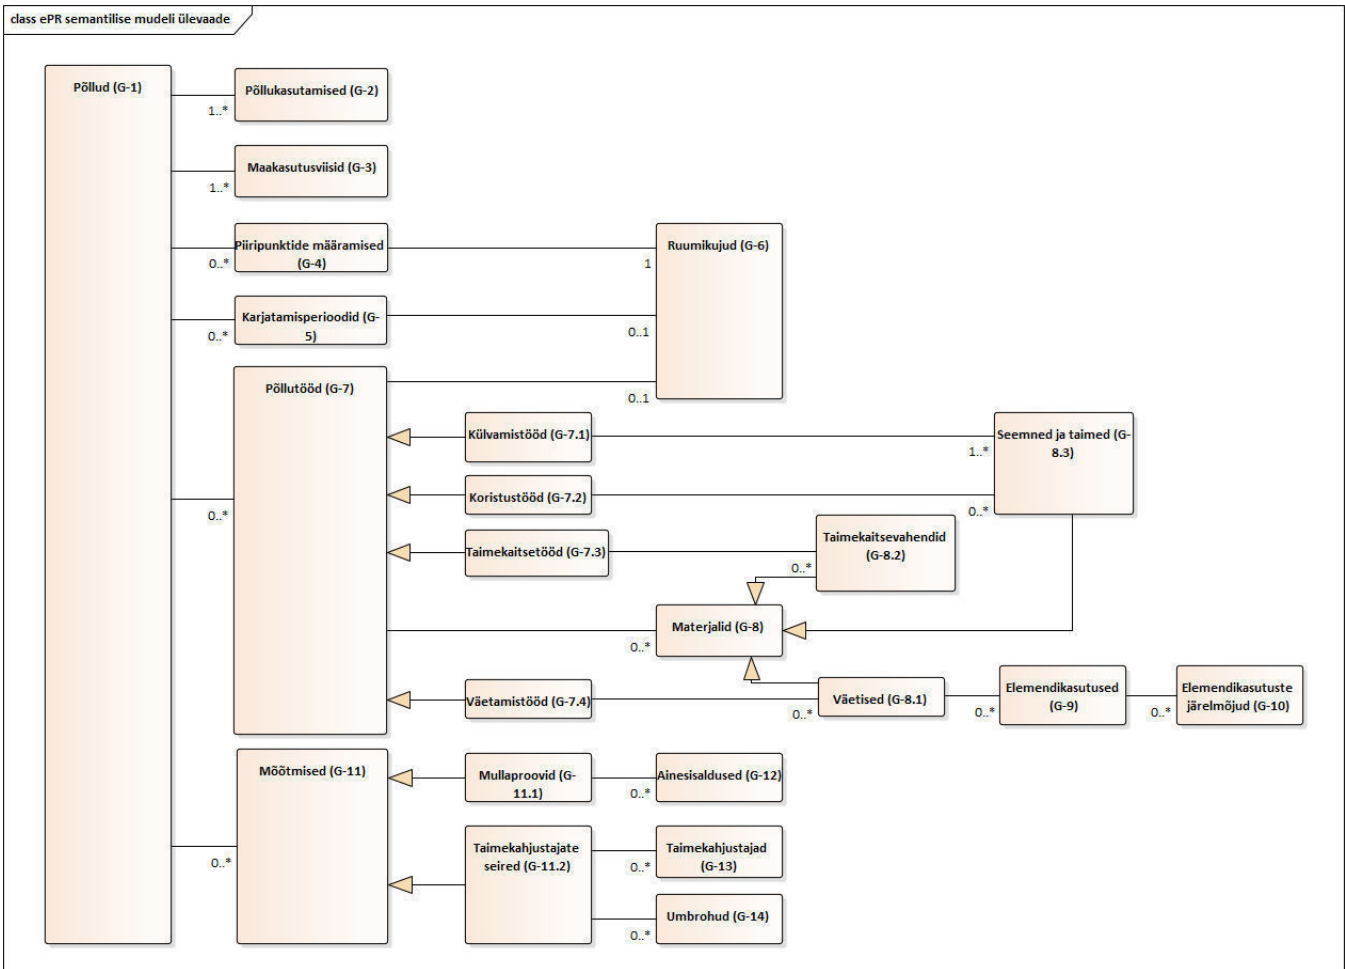 class ePR semantilise mudeli ülevaade
Põllud (G-1)
Põllukasutamised (G-2)
1..*
Maakasutusviisid (G-3)
1..*
Piiripunktide määramised
(G-4)
0..*
Ruumikujud (G-6)
1
Karjatamisperioodid (G-
5)
0..*
0..1
Põllutööd (G-7)
0..1
0..*
Külvamistööd (G-7.1)
Seemned ja taimed (G-
8.3)
1..*
Koristustööd (G-7.2)
0..*
Taimekaitsetööd (G-7.3)
Taimekaitsevahendid
(G-8.2)
0..*
Materjalid (G-8)
0..*
Väetamistööd (G-7.4)
Väetised (G-8.1)
0..*
Elemendikasutused
(G-9)
0..*
Elemendikasutuste
järelmõjud (G-10)
0..*
Mõõtmised (G-11)
0..*
Mullaproovid (G-
11.1)
Ainesisaldused (G-12)
0..*
Taimekahjustajate
seired (G-11.2)
Taimekahjustajad
(G-13)
0..*
Umbrohud (G-14)
0..*